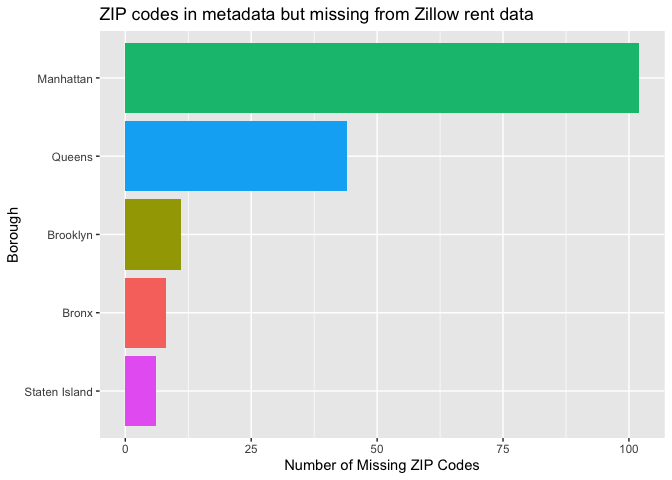 ZIP codes in metadata but missing from Zillow rent data
Manhattan
Queens
Brooklyn
Bronx
Staten Island
Borough
0 25 50 75 100
Number of Missing ZIP Codes